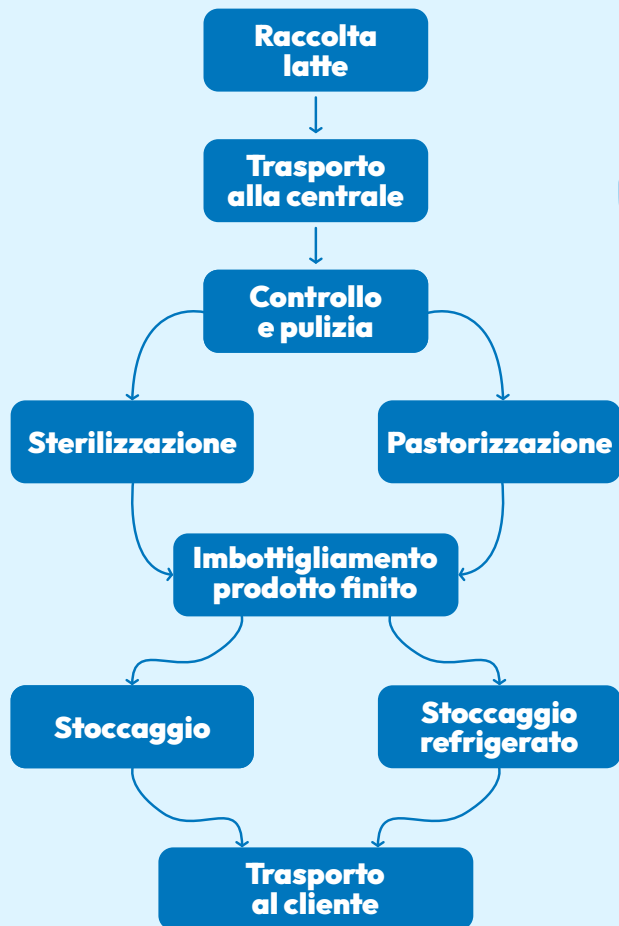 Raccolta
latte
Trasporto
alla centrale
Controllo
e pulizia
Sterilizzazione
Pastorizzazione
Imbottigliamento
prodotto finito
Stoccaggio
Stoccaggio
refrigerato
Trasporto
al cliente